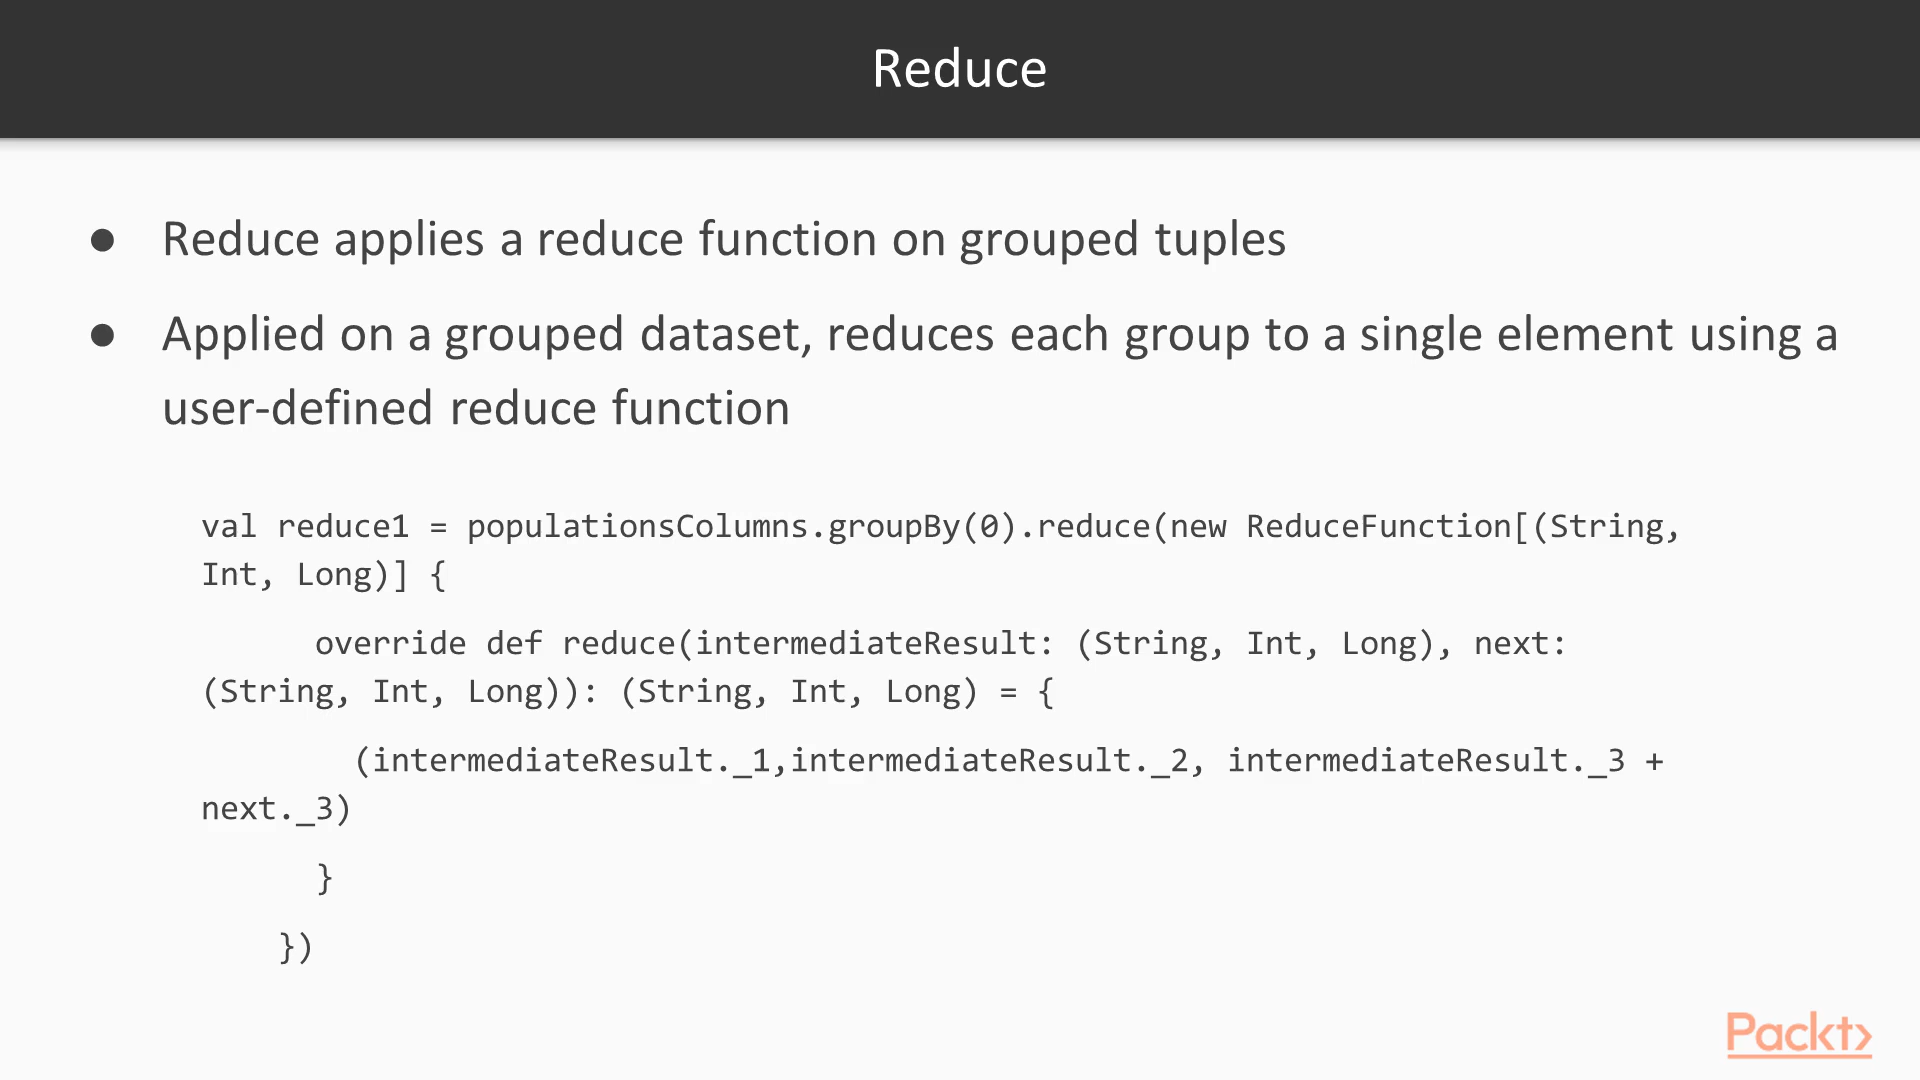 Reduce
● Reduce applies a reduce function on grouped tuples
● Applied on a grouped dataset, reduces each group to a single element using a
user-defined reduce function
val reduce1 = populationsColumns.groupBy(0).reduce(new ReduceFunction[(String,
Int, Long)] {
override def reduce(intermediateResult: (String, Int, Long), next:
(String, Int, Long)): (String, Int, Long) = {
(intermediateResult._1,intermediateResult._2, intermediateResult._3 +
next._3)
}
})
Packt>